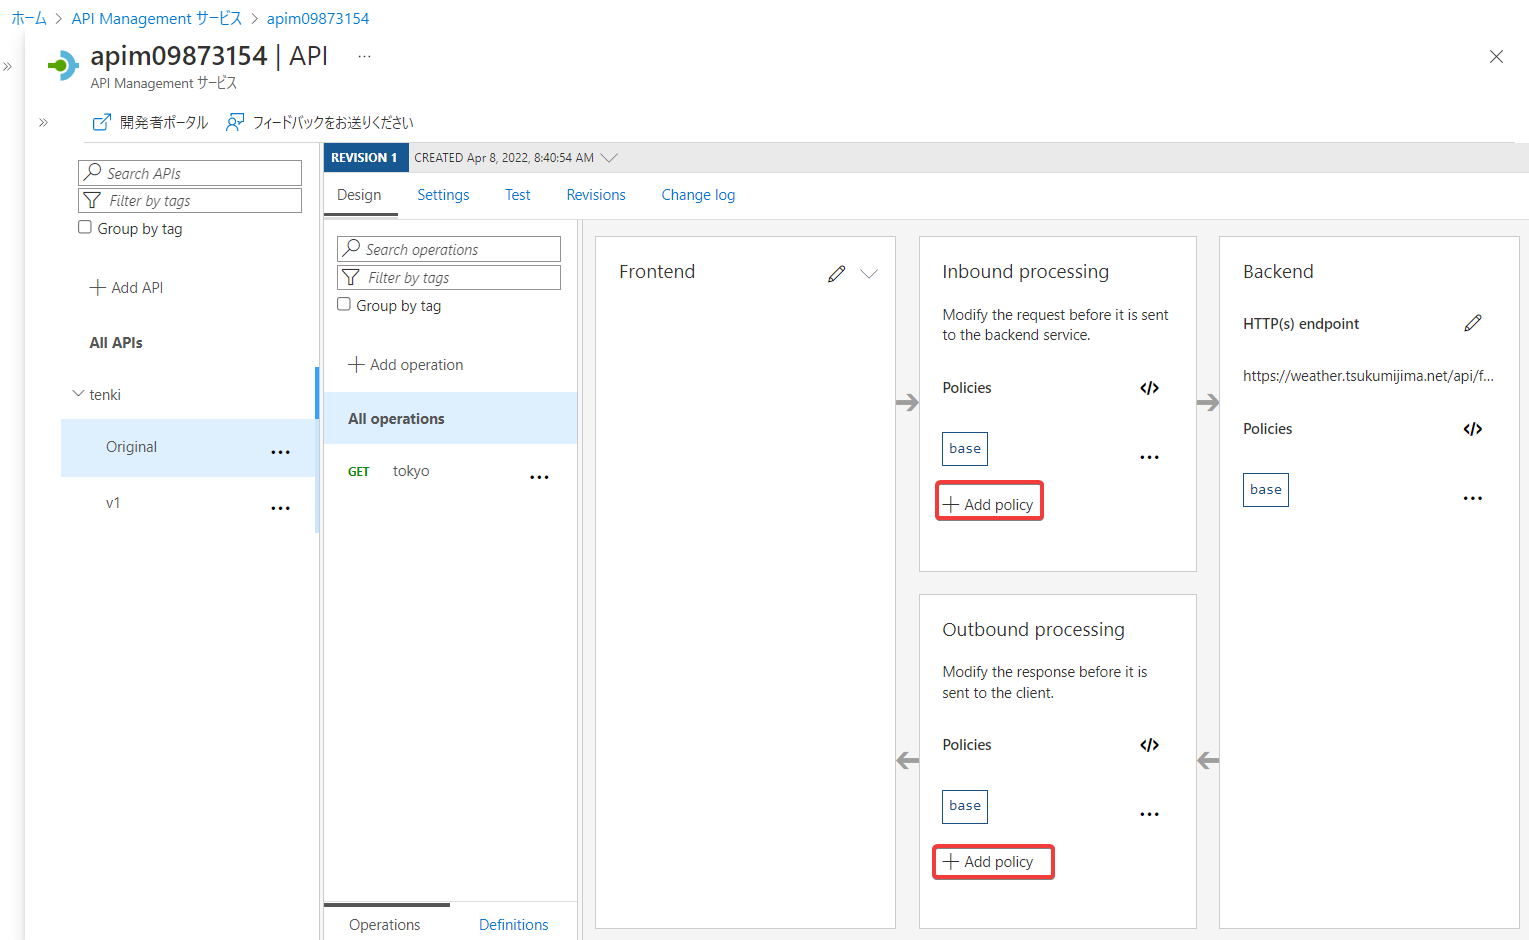 ホーム > API Management サービス > apim09873154
apim09873154 | API ...
API Management サービス
開発者ポータル フィードバックをお送りください
Search APIs
Filter by tags
Group by tag
+ Add API
All APIs
tenki
Original ...
v1 ...
REVISION 1 CREATED Apr 8, 2022, 8:40:54 AM
Design Settings Test Revisions Change log
Search operations
Filter by tags
Group by tag
+ Add operation
All operations
GET tokyo ...
Operations Definitions
Frontend
Inbound processing
Modify the request before it is sent
to the backend service.
Policies </>
base ...
+ Add policy
Outbound processing
Modify the response before it is
sent to the client.
Policies </>
base ...
+ Add policy
Backend
HTTP(s) endpoint
https://weather.tsukumijima.net/api/f...
Policies </>
base ...